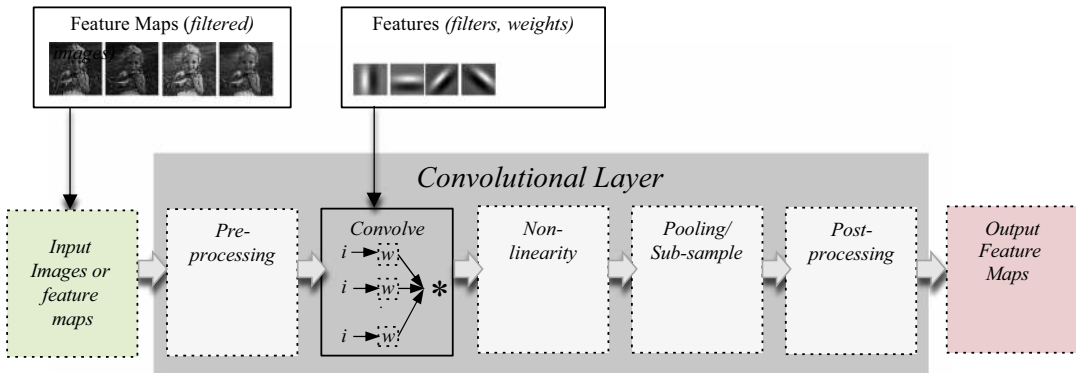 Feature Maps (filtered
images)
Features (filters, weights)
Convolutional Layer
Input
Images or
feature
maps
Pre-
processing
Convolve
i w
i w *
.
i w
Non-
linearity
Pooling/
Sub-sample
Post-
processing
Output
Feature
Maps